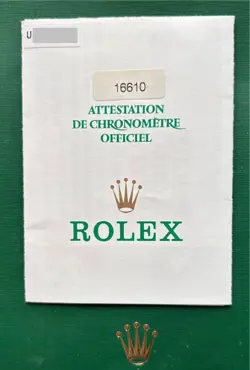 U
16610
ATTESTATION
DE CHRONOMÈTRE
OFFICIEL
ROLEX